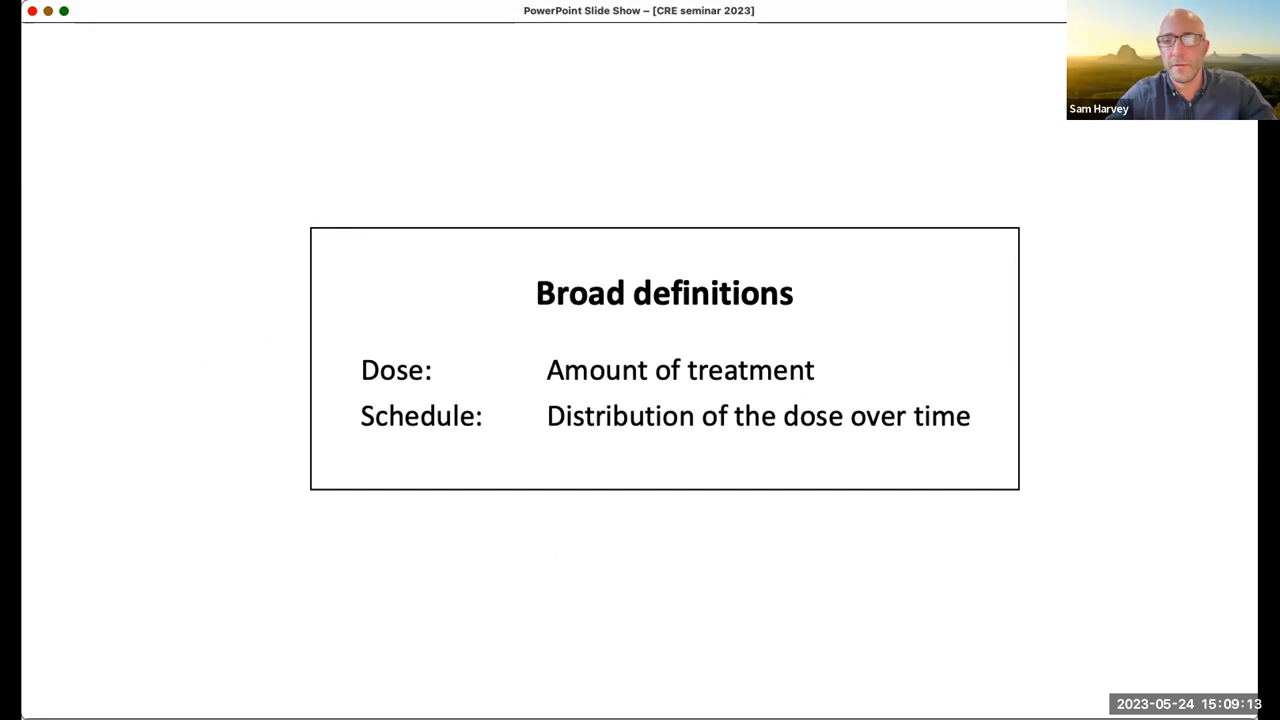 PowerPoint Slide Show – [CRE seminar 2023]
Sam Harvey
Broad definitions
Dose: Amount of treatment
Schedule: Distribution of the dose over time
2023-05-24 15:09:13